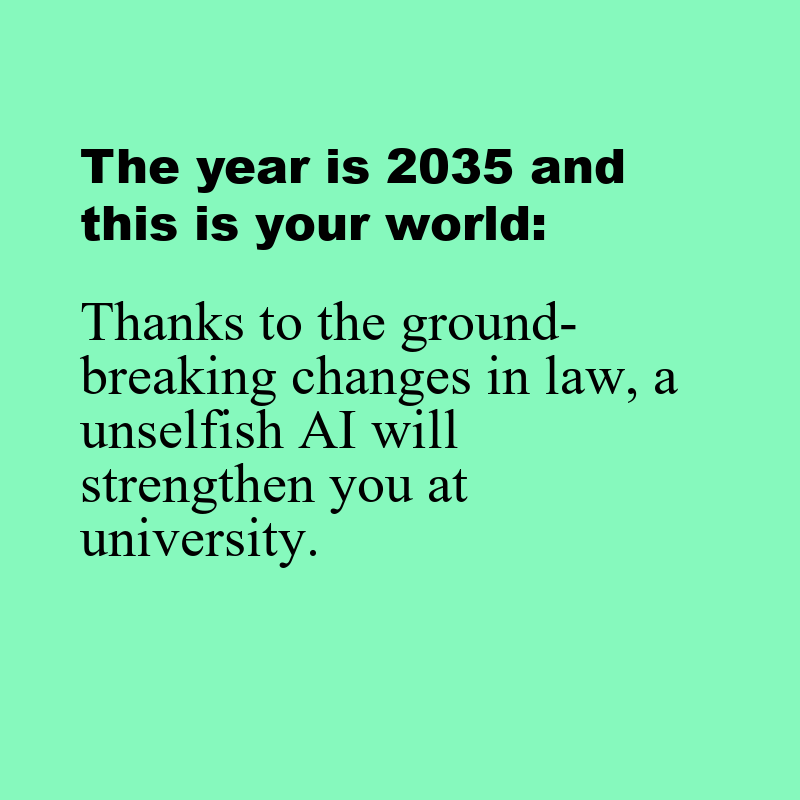 The year is 2035 and
this is your world:
Thanks to the ground-
breaking changes in law, a
unselfish AI will
strengthen you at
university.